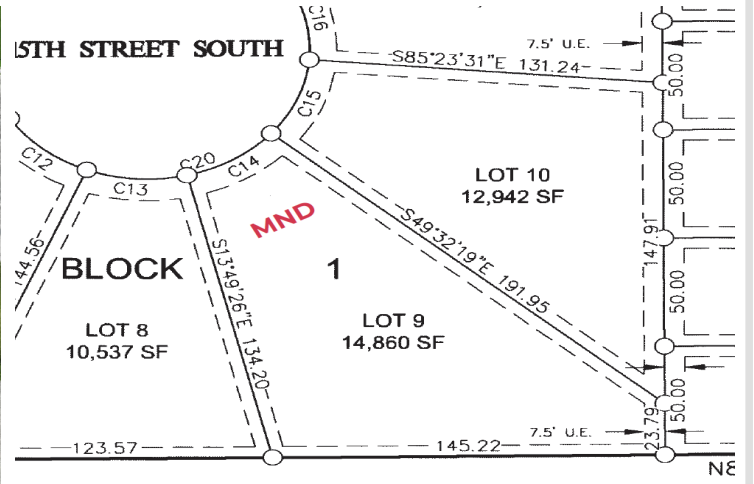 C16
5TH STREET SOUTH
7.5' U.E.
S85°23'31"E 131.24
50.00
C15
C12
C20
C14
C13
LOT 10
12,942 SF
50.00
MND
S49°32'19"E 191.95
147.91
44.56
BLOCK 1
S13°49'26"E 134.20
50.00
LOT 8
10,537 SF
LOT 9
14,860 SF
50.00
23.79
7.5' U.E.
123.57
145.22
N8